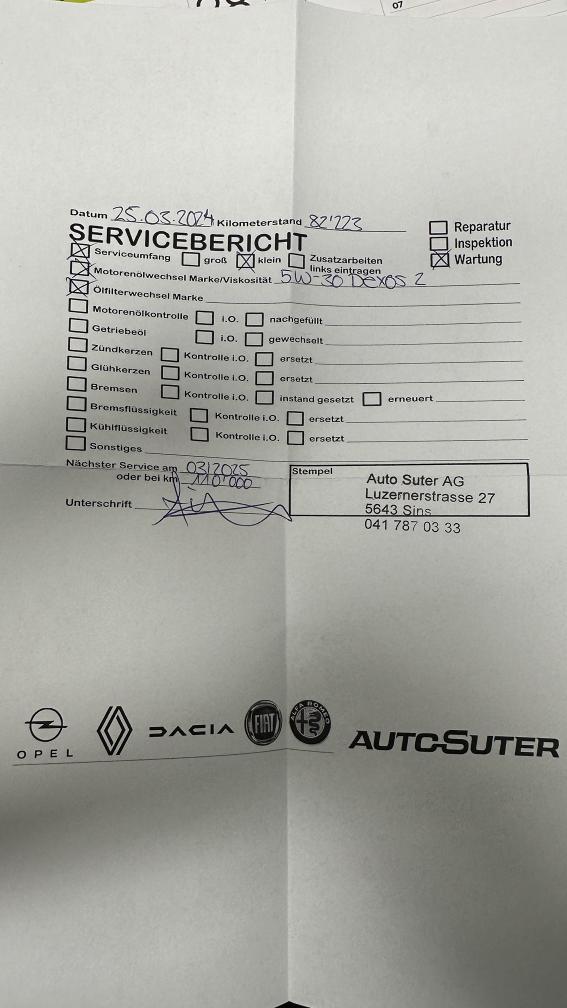 07
Datum 25.03.2024 Kilometerstand 82'223
SERVICEBERICHT
Reparatur
Inspektion
Wartung
Serviceumfang groß klein Zusatzarbeiten
links eintragen
Motorenölwechsel Marke/Viskosität 5W-30 Dexos 2
Ölfilterwechsel Marke
Motorenölkontrolle i.O. nachgefüllt
Getriebeöl i.O. gewechselt
Zündkerzen Kontrolle i.O. ersetzt
Glühkerzen Kontrolle i.O. ersetzt
Bremsen Kontrolle i.O. instand gesetzt erneuert
Bremsflüssigkeit Kontrolle i.O. ersetzt
Kühlflüssigkeit Kontrolle i.O. ersetzt
Sonstiges
Nächster Service am 03/2025
oder bei km 110'000
Unterschrift
Stempel
Auto Suter AG
Luzernerstrasse 27
5643 Sins
041 787 03 33
OPEL
DACIA
FIAT
ALFA ROMEO
AUTOSUTER